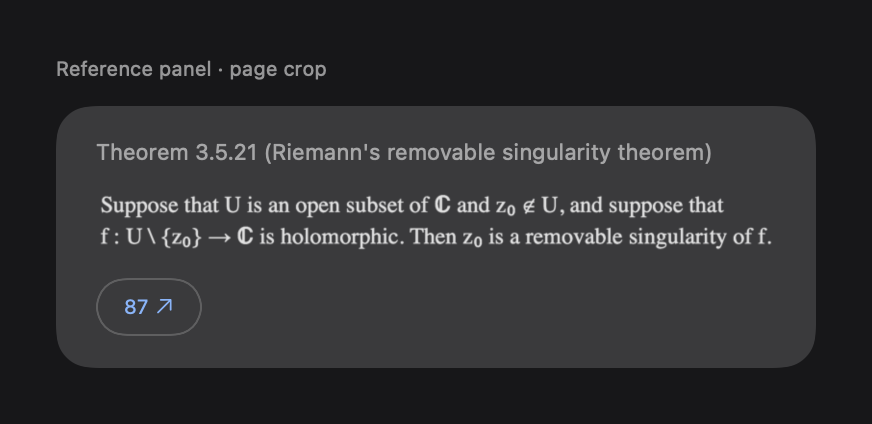 Reference panel · page crop
Theorem 3.5.21 (Riemann's removable singularity theorem)
Suppose that U is an open subset of ℂ and z₀ ∉ U, and suppose that
f : U \ {z₀} → ℂ is holomorphic. Then z₀ is a removable singularity of f.
87 ↗